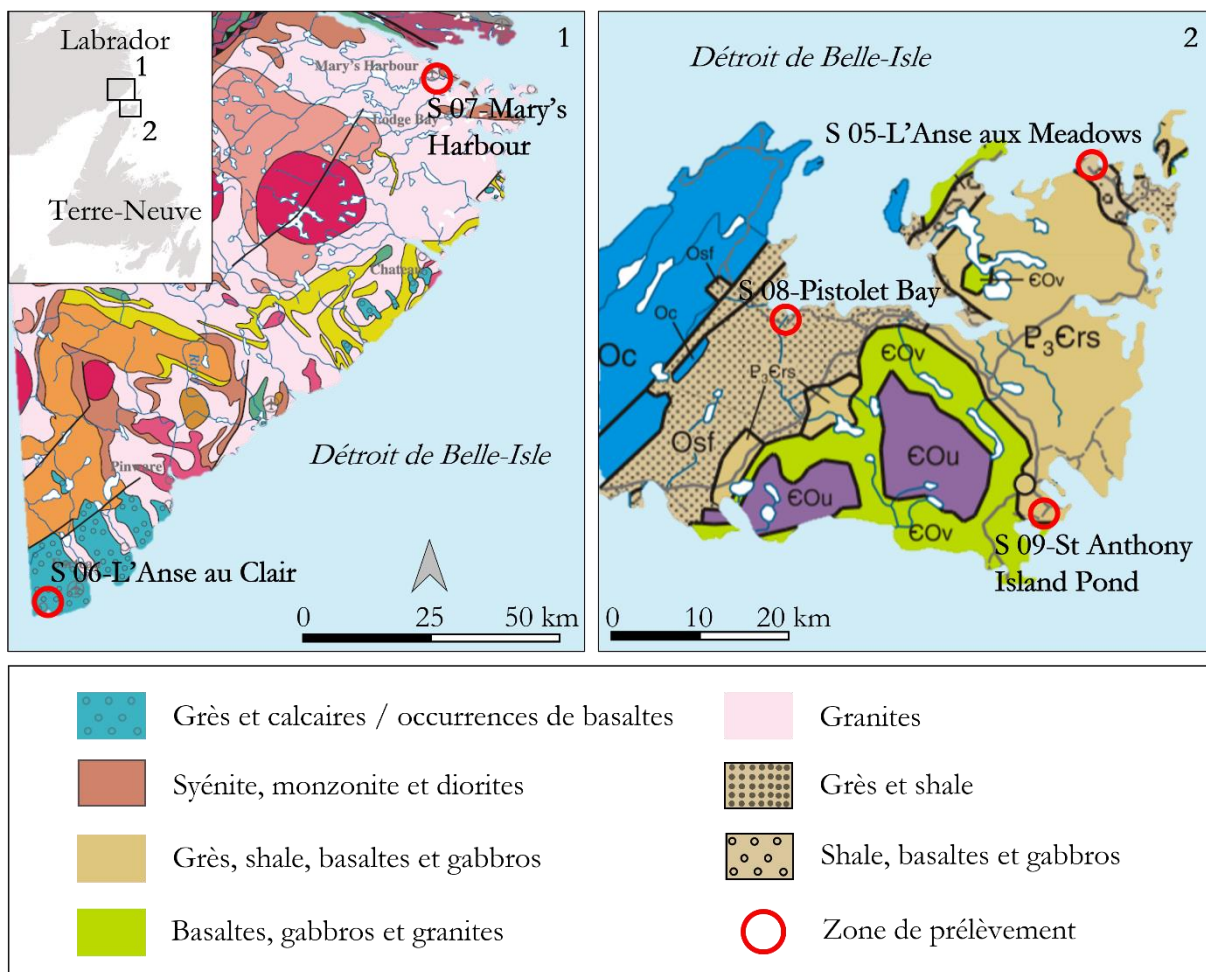 Labrador
1
2
Terre-Neuve
1
Mary's Harbour
S 07-Mary's
Harbour
Lodge Bay
Chateau
Pinware
Détroit de Belle-Isle
S 06-L'Anse au Clair
0 25 50 km
2
Détroit de Belle-Isle
S 05-L'Anse aux Meadows
Osf
S 08-Pistolet Bay
ЄOv
Oc
Oc
P₃Єrs
P₃Єrs
ЄOv
Osf
ЄOu
ЄOu
ЄOv
S 09-St Anthony
Island Pond
0 10 20 km
Grès et calcaires / occurrences de basaltes
Granites
Syénite, monzonite et diorites
Grès et shale
Grès, shale, basaltes et gabbros
Shale, basaltes et gabbros
Basaltes, gabbros et granites
Zone de prélèvement